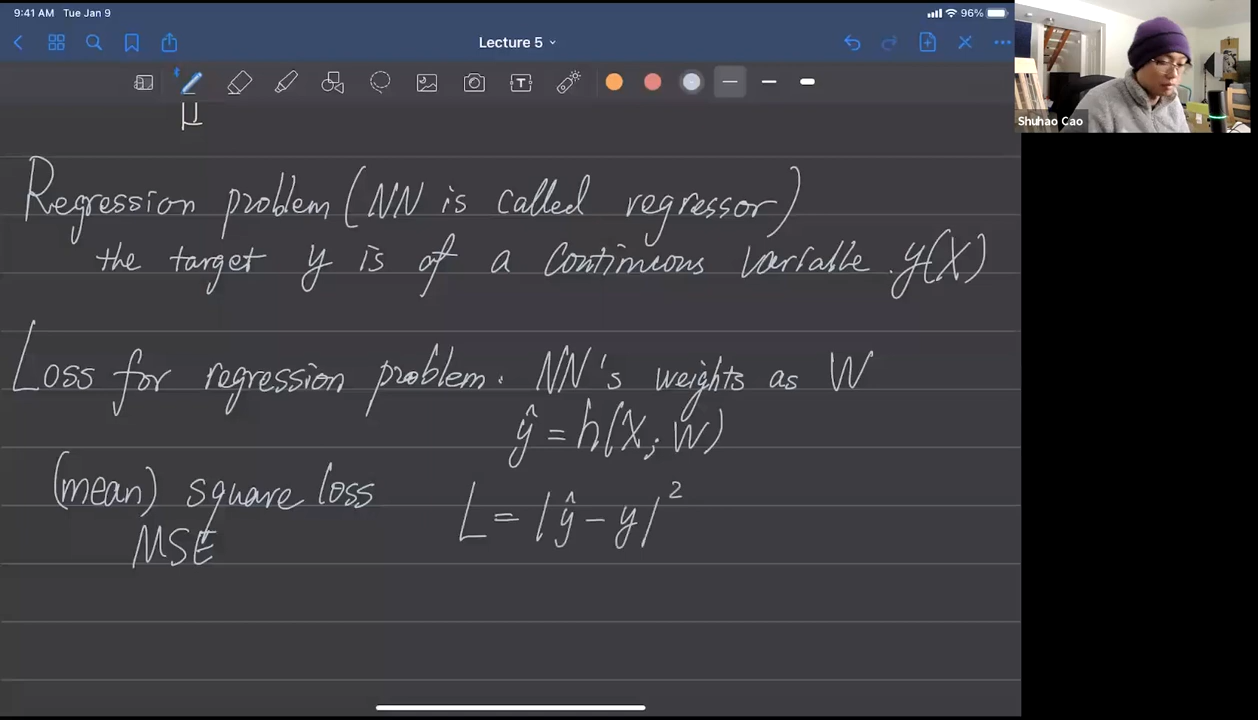 9:41 AM Tue Jan 9
96%
Lecture 5
T
Shuhao Cao
Regression problem (NN is called regressor)
the target y is of a continuous variable. y(X)
Loss for regression problem. NN's weights as W
ŷ = h(X; W)
(mean) square loss
L = |ŷ - y|²
MSE